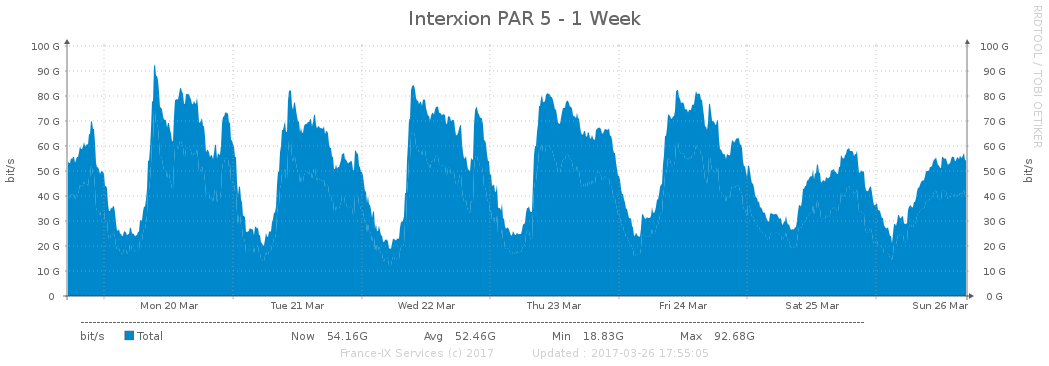 Interxion PAR 5 - 1 Week
RRDTOOL / TOBI OETIKER
bit/s
bit/s
100 G 100 G
90 G 90 G
80 G 80 G
70 G 70 G
60 G 60 G
50 G 50 G
40 G 40 G
30 G 30 G
20 G 20 G
10 G 10 G
0 0 G
Mon 20 Mar Tue 21 Mar Wed 22 Mar Thu 23 Mar Fri 24 Mar Sat 25 Mar Sun 26 Mar
bit/s Total Now 54.16G Avg 52.46G Min 18.83G Max 92.68G
France-IX Services (c) 2017 Updated : 2017-03-26 17:55:05